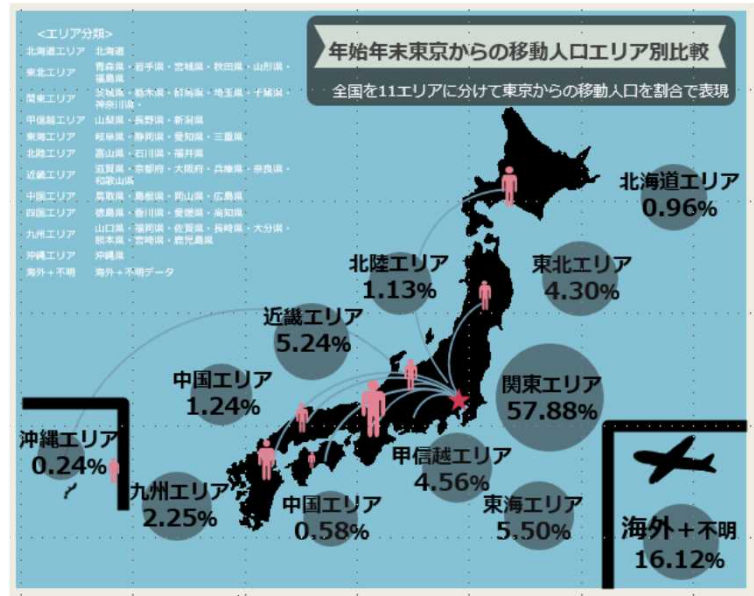 年始年末東京からの移動人口エリア別比較
全国を11エリアに分けて東京からの移動人口を割合で表現
<エリア分類>
北海道エリア 北海道
東北エリア 青森県・岩手県・宮城県・秋田県・山形県・
福島県
関東エリア 茨城県・栃木県・群馬県・埼玉県・千葉県・
神奈川県・
甲信越エリア 山梨県・長野県・新潟県
東海エリア 岐阜県・静岡県・愛知県・三重県
北陸エリア 富山県・石川県・福井県
近畿エリア 滋賀県・京都府・大阪府・兵庫県・奈良県・
和歌山県
中国エリア 鳥取県・島根県・岡山県・広島県
四国エリア 徳島県・香川県・愛媛県・高知県
九州エリア 山口県・福岡県・佐賀県・長崎県・大分県・
熊本県・宮崎県・鹿児島県
沖縄エリア 沖縄県
海外+不明 海外+不明データ
北海道エリア
0.96%
北陸エリア
1.13%
東北エリア
4.30%
近畿エリア
5.24%
中国エリア
1.24%
関東エリア
57.88%
沖縄エリア
0.24%
甲信越エリア
4.56%
九州エリア
2.25%
中国エリア
0.58%
東海エリア
5.50%
海外+不明
16.12%